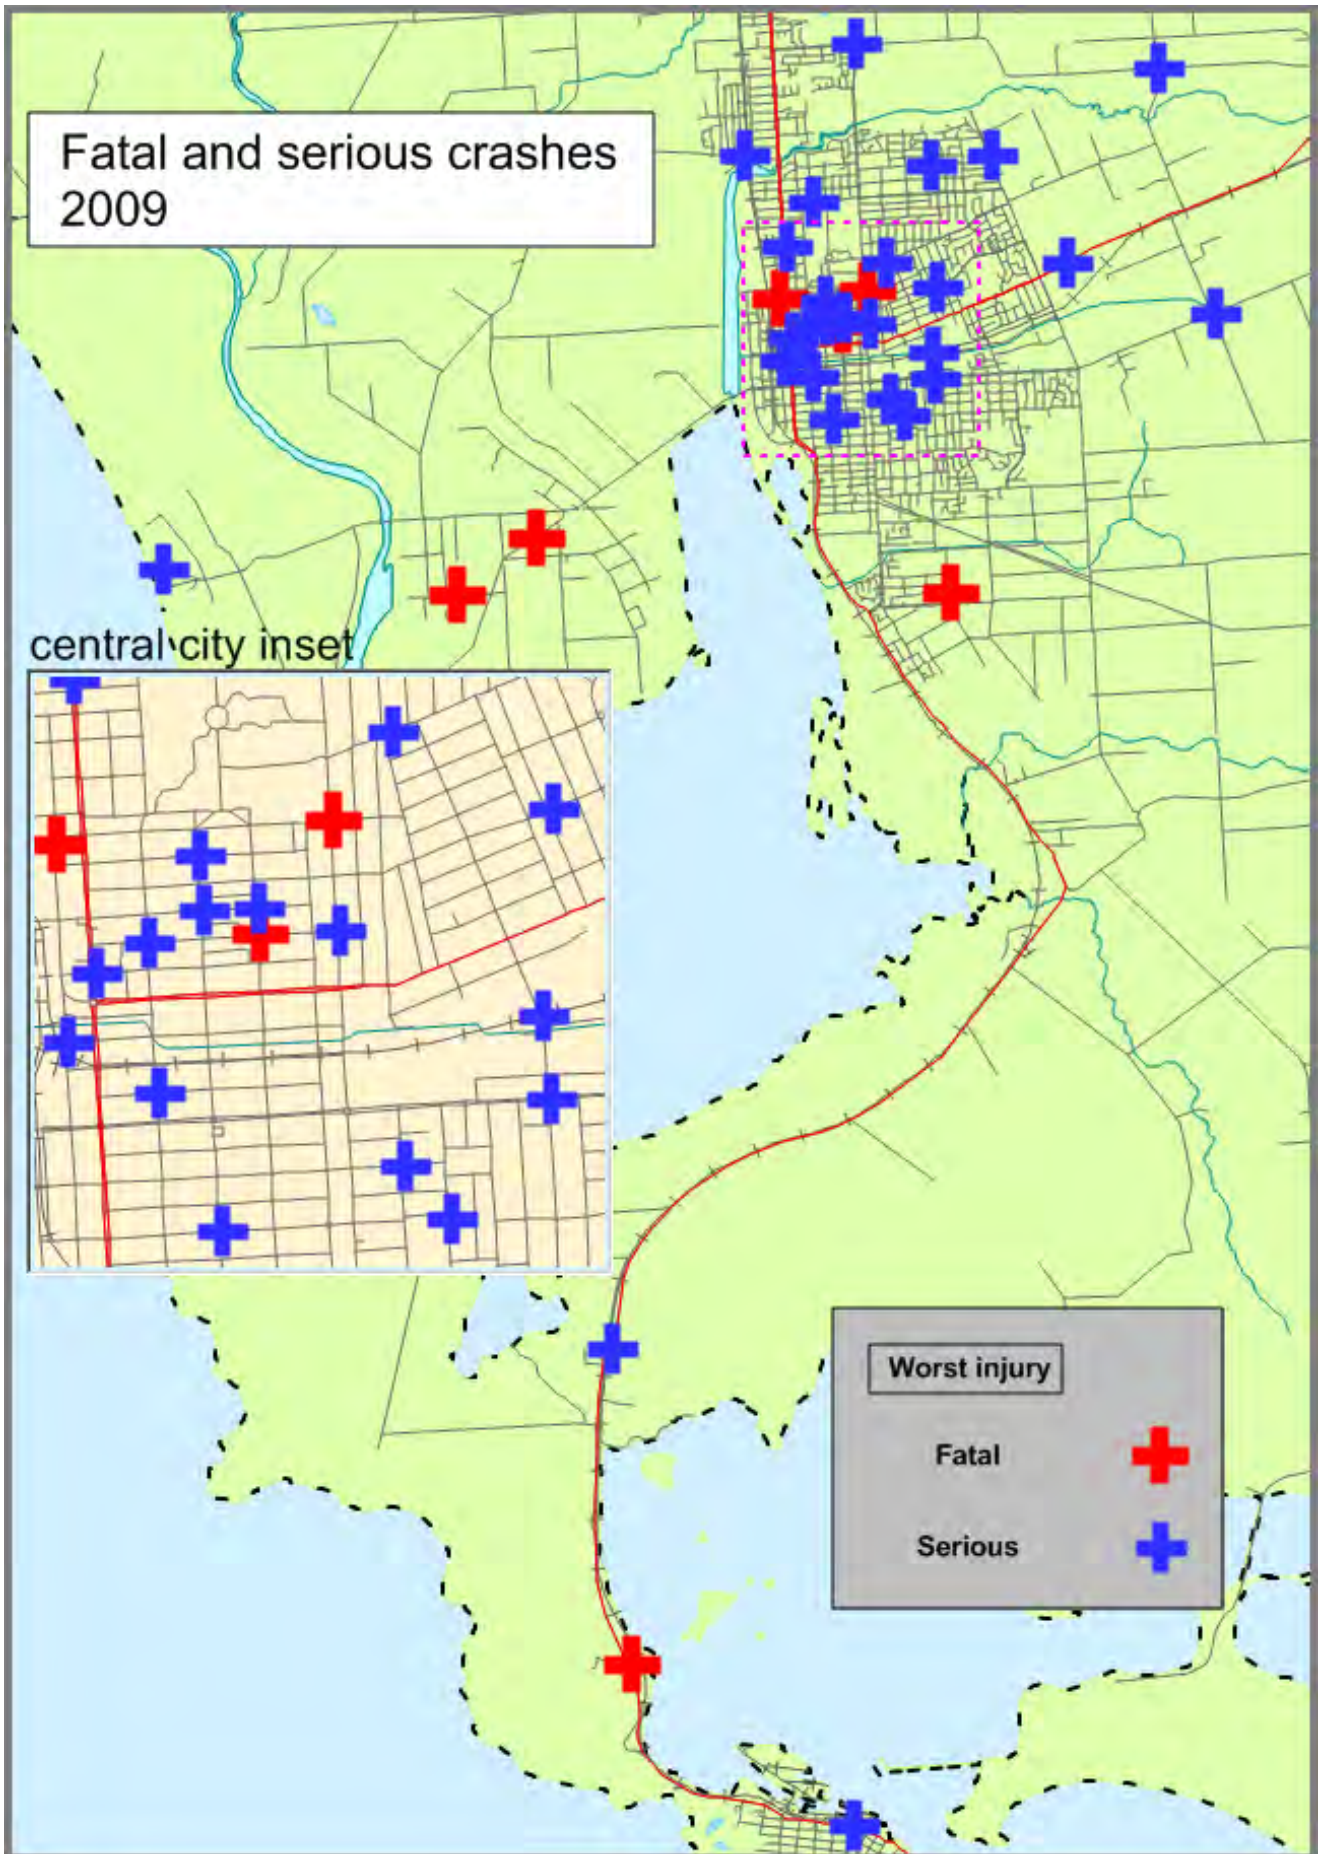 Fatal and serious crashes
2009
central city inset
Worst injury
Fatal
Serious